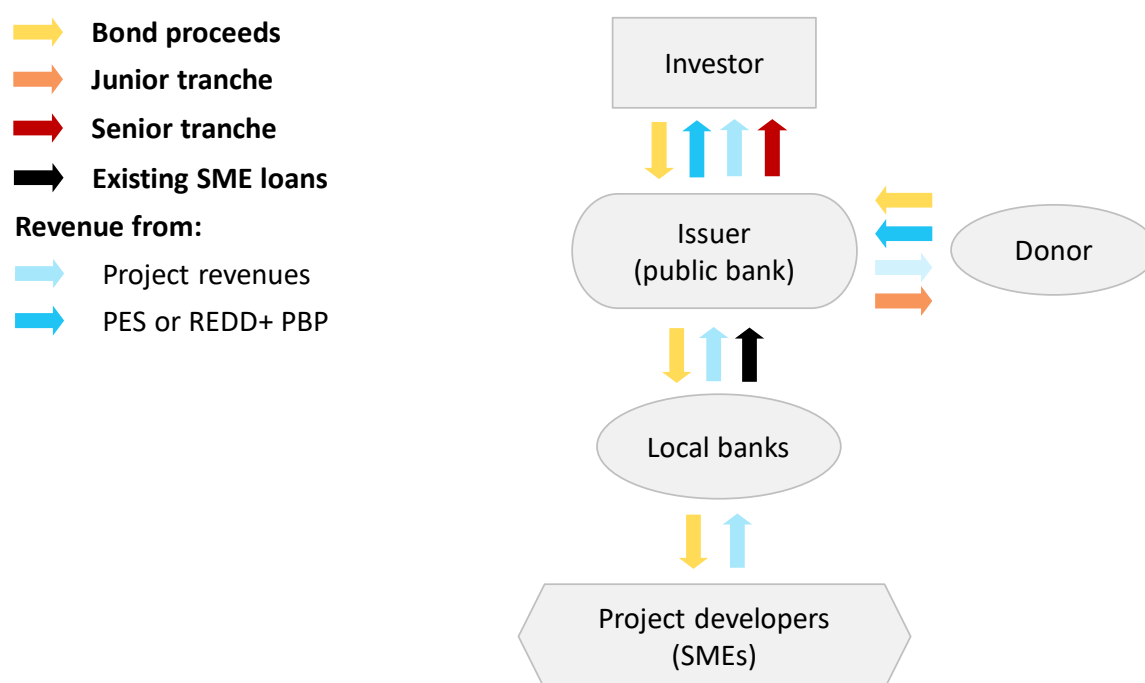 Bond proceeds
Junior tranche
Senior tranche
Existing SME loans
Revenue from:
Project revenues
PES or REDD+ PBP
Investor
Issuer
(public bank)
Donor
Local banks
Project developers
(SMEs)